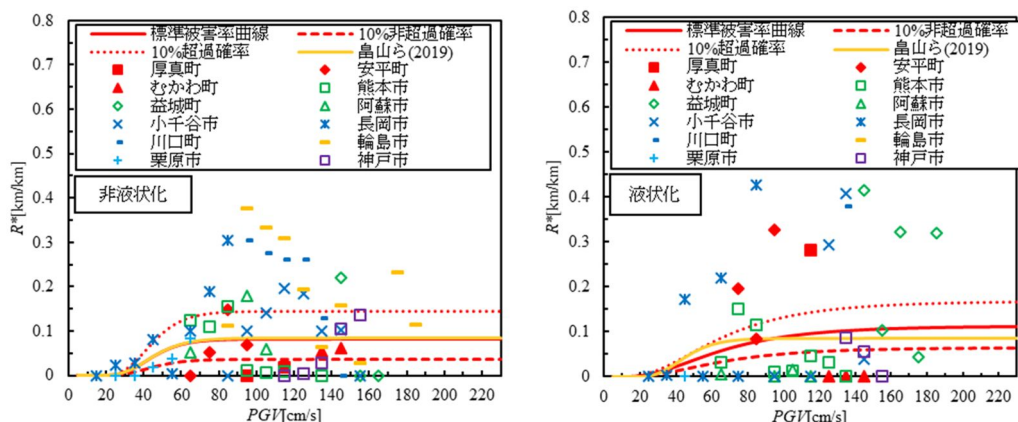 0.8
0.7
0.6
0.5
0.4
0.3
0.2
0.1
0
R*[km/km]
標準被害率曲線 10%非超過確率
10%超過確率 畠山ら(2019)
厚真町 安平町
むかわ町 熊本市
益城町 阿蘇市
小千谷市 長岡市
川口町 輪島市
栗原市 神戸市
非液状化
0 20 40 60 80 100 120 140 160 180 200 220
PGV[cm/s]
0.8
0.7
0.6
0.5
0.4
0.3
0.2
0.1
0
R*[km/km]
標準被害率曲線 10%非超過確率
10%超過確率 畠山ら(2019)
厚真町 安平町
むかわ町 熊本市
益城町 阿蘇市
小千谷市 長岡市
川口町 輪島市
栗原市 神戸市
液状化
0 20 40 60 80 100 120 140 160 180 200 220
PGV[cm/s]